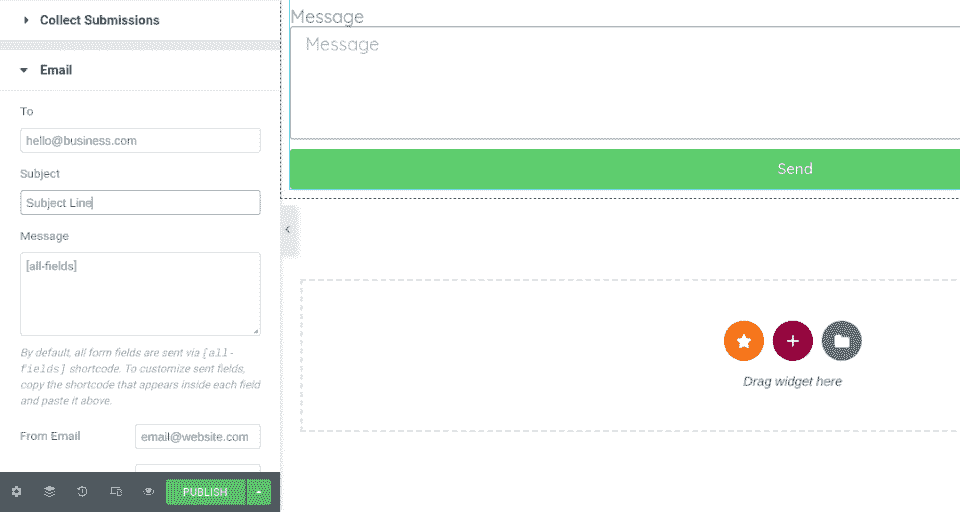 Collect Submissions
Email
To
hello@business.com
Subject
Subject Line
Message
[all-fields]
By default, all form fields are sent via [all-
fields] shortcode. To customize sent fields,
copy the shortcode that appears inside each field
and paste it above.
From Email
email@website.com
PUBLISH
Message
Message
Send
Drag widget here